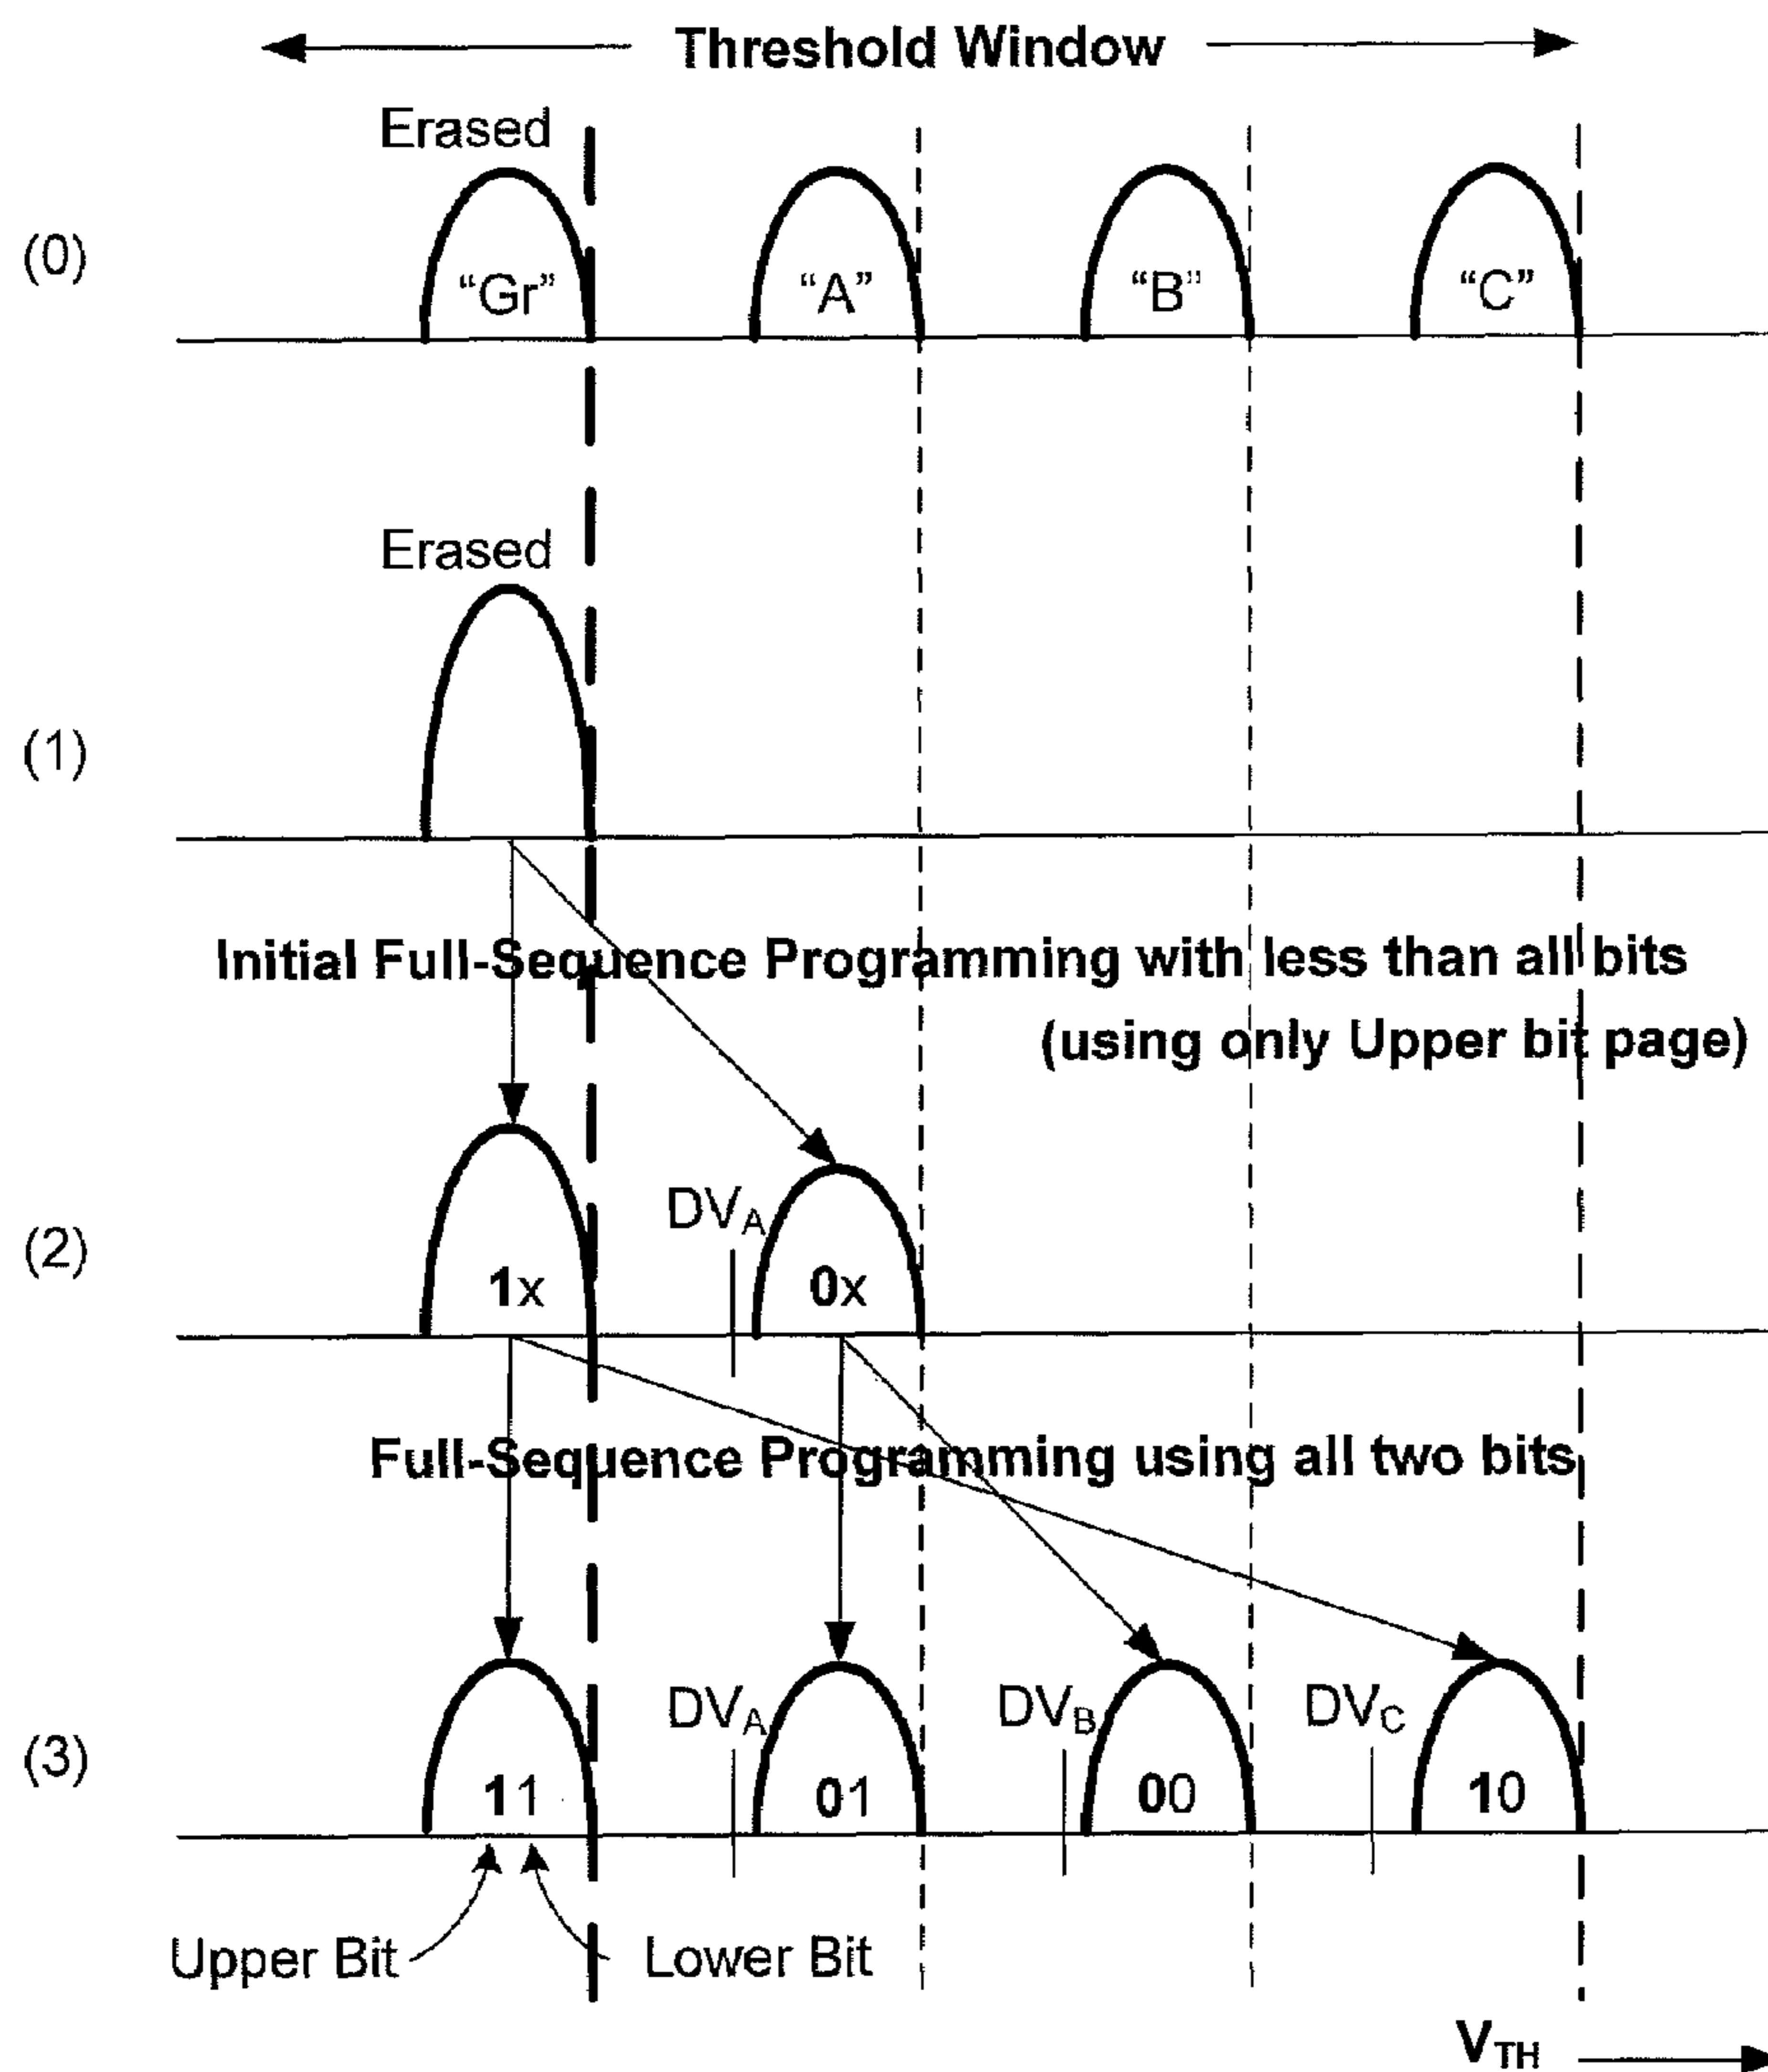 Threshold Window
Erased
(0)
“Gr” “A” “B” “C”
Erased
(1)
Initial Full-Sequence Programming with less than all bits
(using only Upper bit page)
(2)
DVA
1x 0x
Full-Sequence Programming using all two bits
(3)
DVA DVB DVC
11 01 00 10
Upper Bit Lower Bit
VTH